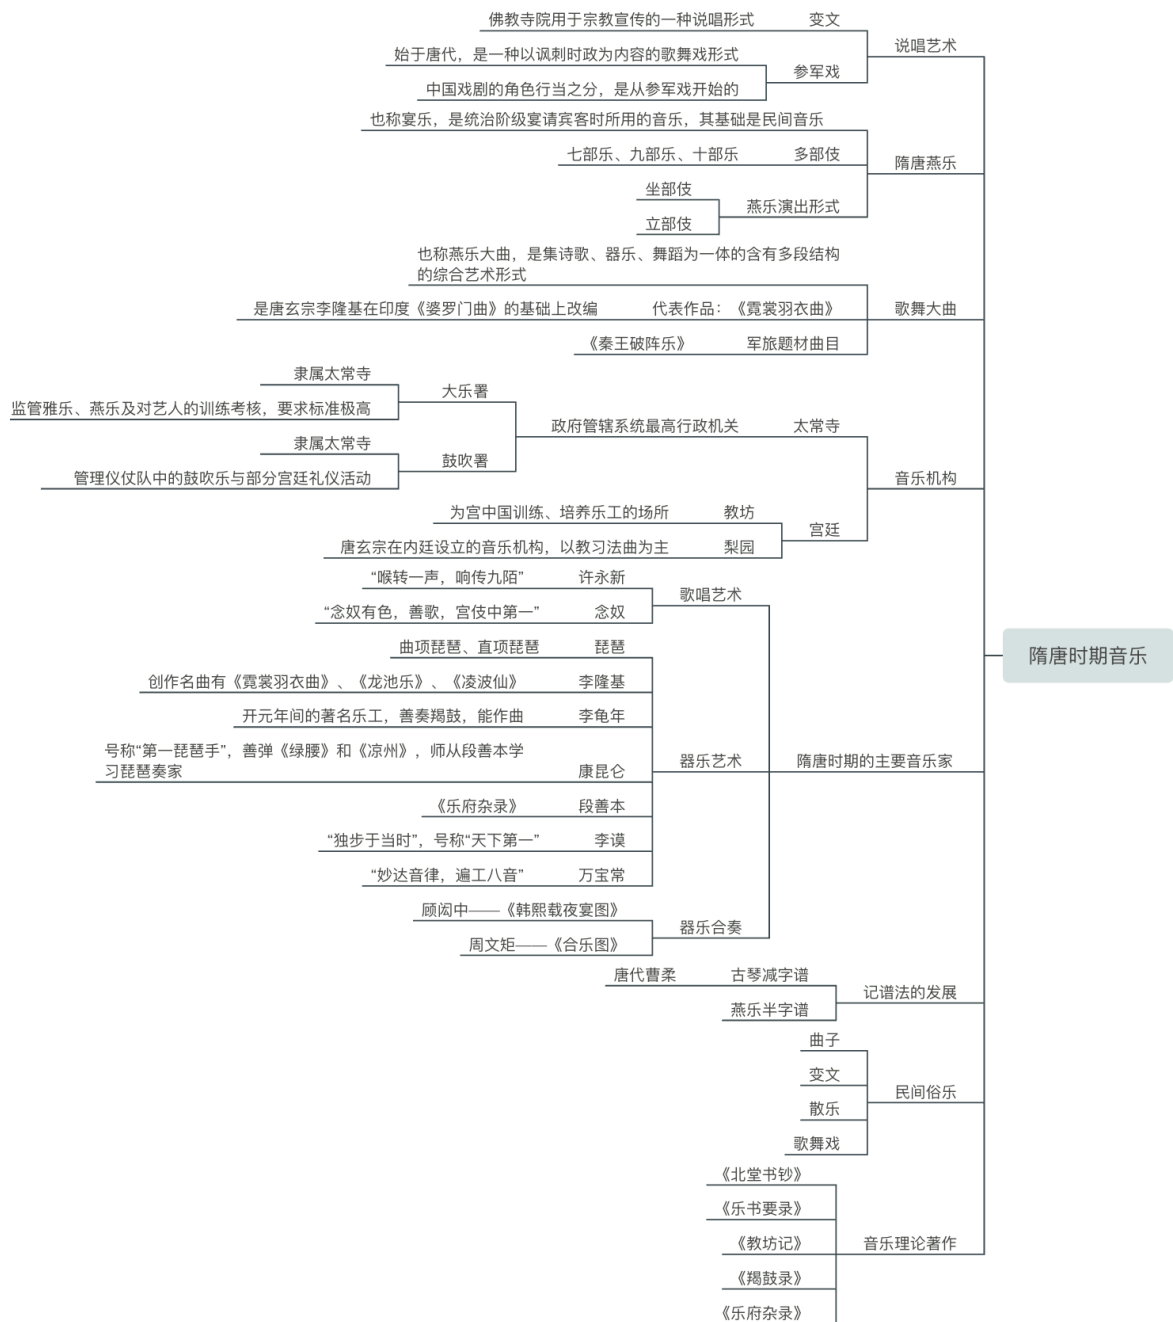 佛教寺院用于宗教宣传的一种说唱形式
变文
说唱艺术
始于唐代，是一种以讽刺时政为内容的歌舞戏形式
参军戏
中国戏剧的角色行当之分，是从参军戏开始的
也称宴乐，是统治阶级宴请宾客时所用的音乐，其基础是民间音乐
七部乐、九部乐、十部乐
多部伎
隋唐燕乐
坐部伎
燕乐演出形式
立部伎
也称燕乐大曲，是集诗歌、器乐、舞蹈为一体的含有多段结构
的综合艺术形式
是唐玄宗李隆基在印度《婆罗门曲》的基础上改编
代表作品：《霓裳羽衣曲》
歌舞大曲
《秦王破阵乐》
军旅题材曲目
隶属太常寺
大乐署
监管雅乐、燕乐及对艺人的训练考核，要求标准极高
政府管辖系统最高行政机关
太常寺
隶属太常寺
鼓吹署
管理仪仗队中的鼓吹乐与部分宫廷礼仪活动
音乐机构
为宫中国训练、培养乐工的场所
教坊
宫廷
唐玄宗在内廷设立的音乐机构，以教习法曲为主
梨园
“喉转一声，响传九陌”
许永新
歌唱艺术
“念奴有色，善歌，宫伎中第一”
念奴
曲项琵琶、直项琵琶
琵琶
隋唐时期音乐
创作名曲有《霓裳羽衣曲》、《龙池乐》、《凌波仙》
李隆基
开元年间的著名乐工，善奏羯鼓，能作曲
李龟年
号称“第一琵琶手”，善弹《绿腰》和《凉州》，师从段善本学
习琵琶奏家
康昆仑
器乐艺术
隋唐时期的主要音乐家
《乐府杂录》
段善本
“独步于当时”，号称“天下第一”
李谟
“妙达音律，遍工八音”
万宝常
顾闳中——《韩熙载夜宴图》
器乐合奏
周文矩——《合乐图》
唐代曹柔
古琴减字谱
记谱法的发展
燕乐半字谱
曲子
变文
民间俗乐
散乐
歌舞戏
《北堂书钞》
《乐书要录》
《教坊记》
音乐理论著作
《羯鼓录》
《乐府杂录》